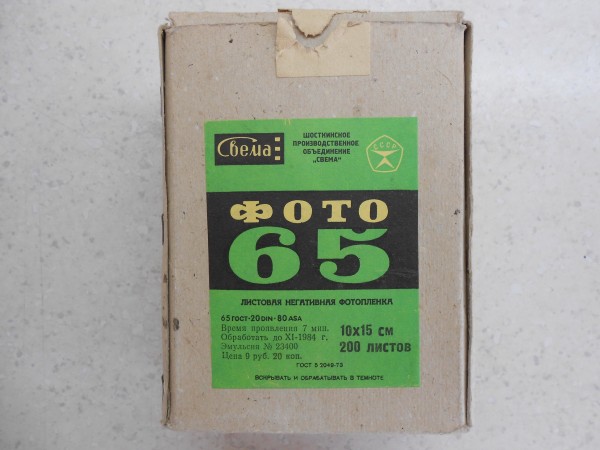 Свема
ШОСТКИНСКОЕ
ПРОИЗВОДСТВЕННОЕ
ОБЪЕДИНЕНИЕ
„СВЕМА"
СССР
ФОТО
65
ЛИСТОВАЯ НЕГАТИВНАЯ ФОТОПЛЕНКА
65 ГОСТ-20 DIN-80 ASA
Время проявления 7 мин.
Обработать до XI-1984 г.
Эмульсия № 23400
Цена 9 руб. 20 коп.
10х15 см
200 ЛИСТОВ
ГОСТ 5 2049-73
ВСКРЫВАТЬ И ОБРАБАТЫВАТЬ В ТЕМНОТЕ